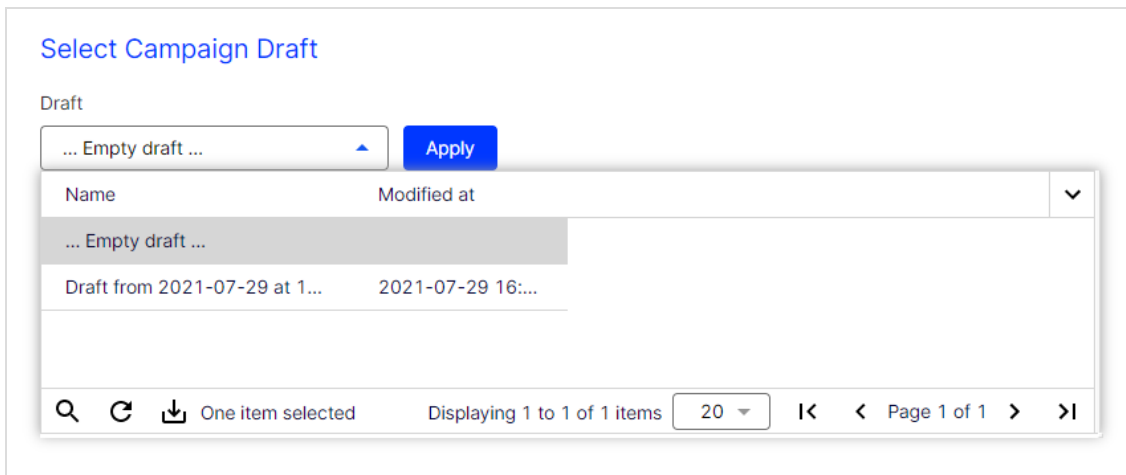 Select Campaign Draft
Draft
... Empty draft ... Apply
Name Modified at
... Empty draft ...
Draft from 2021-07-29 at 1... 2021-07-29 16:...
One item selected Displaying 1 to 1 of 1 items 20 Page 1 of 1